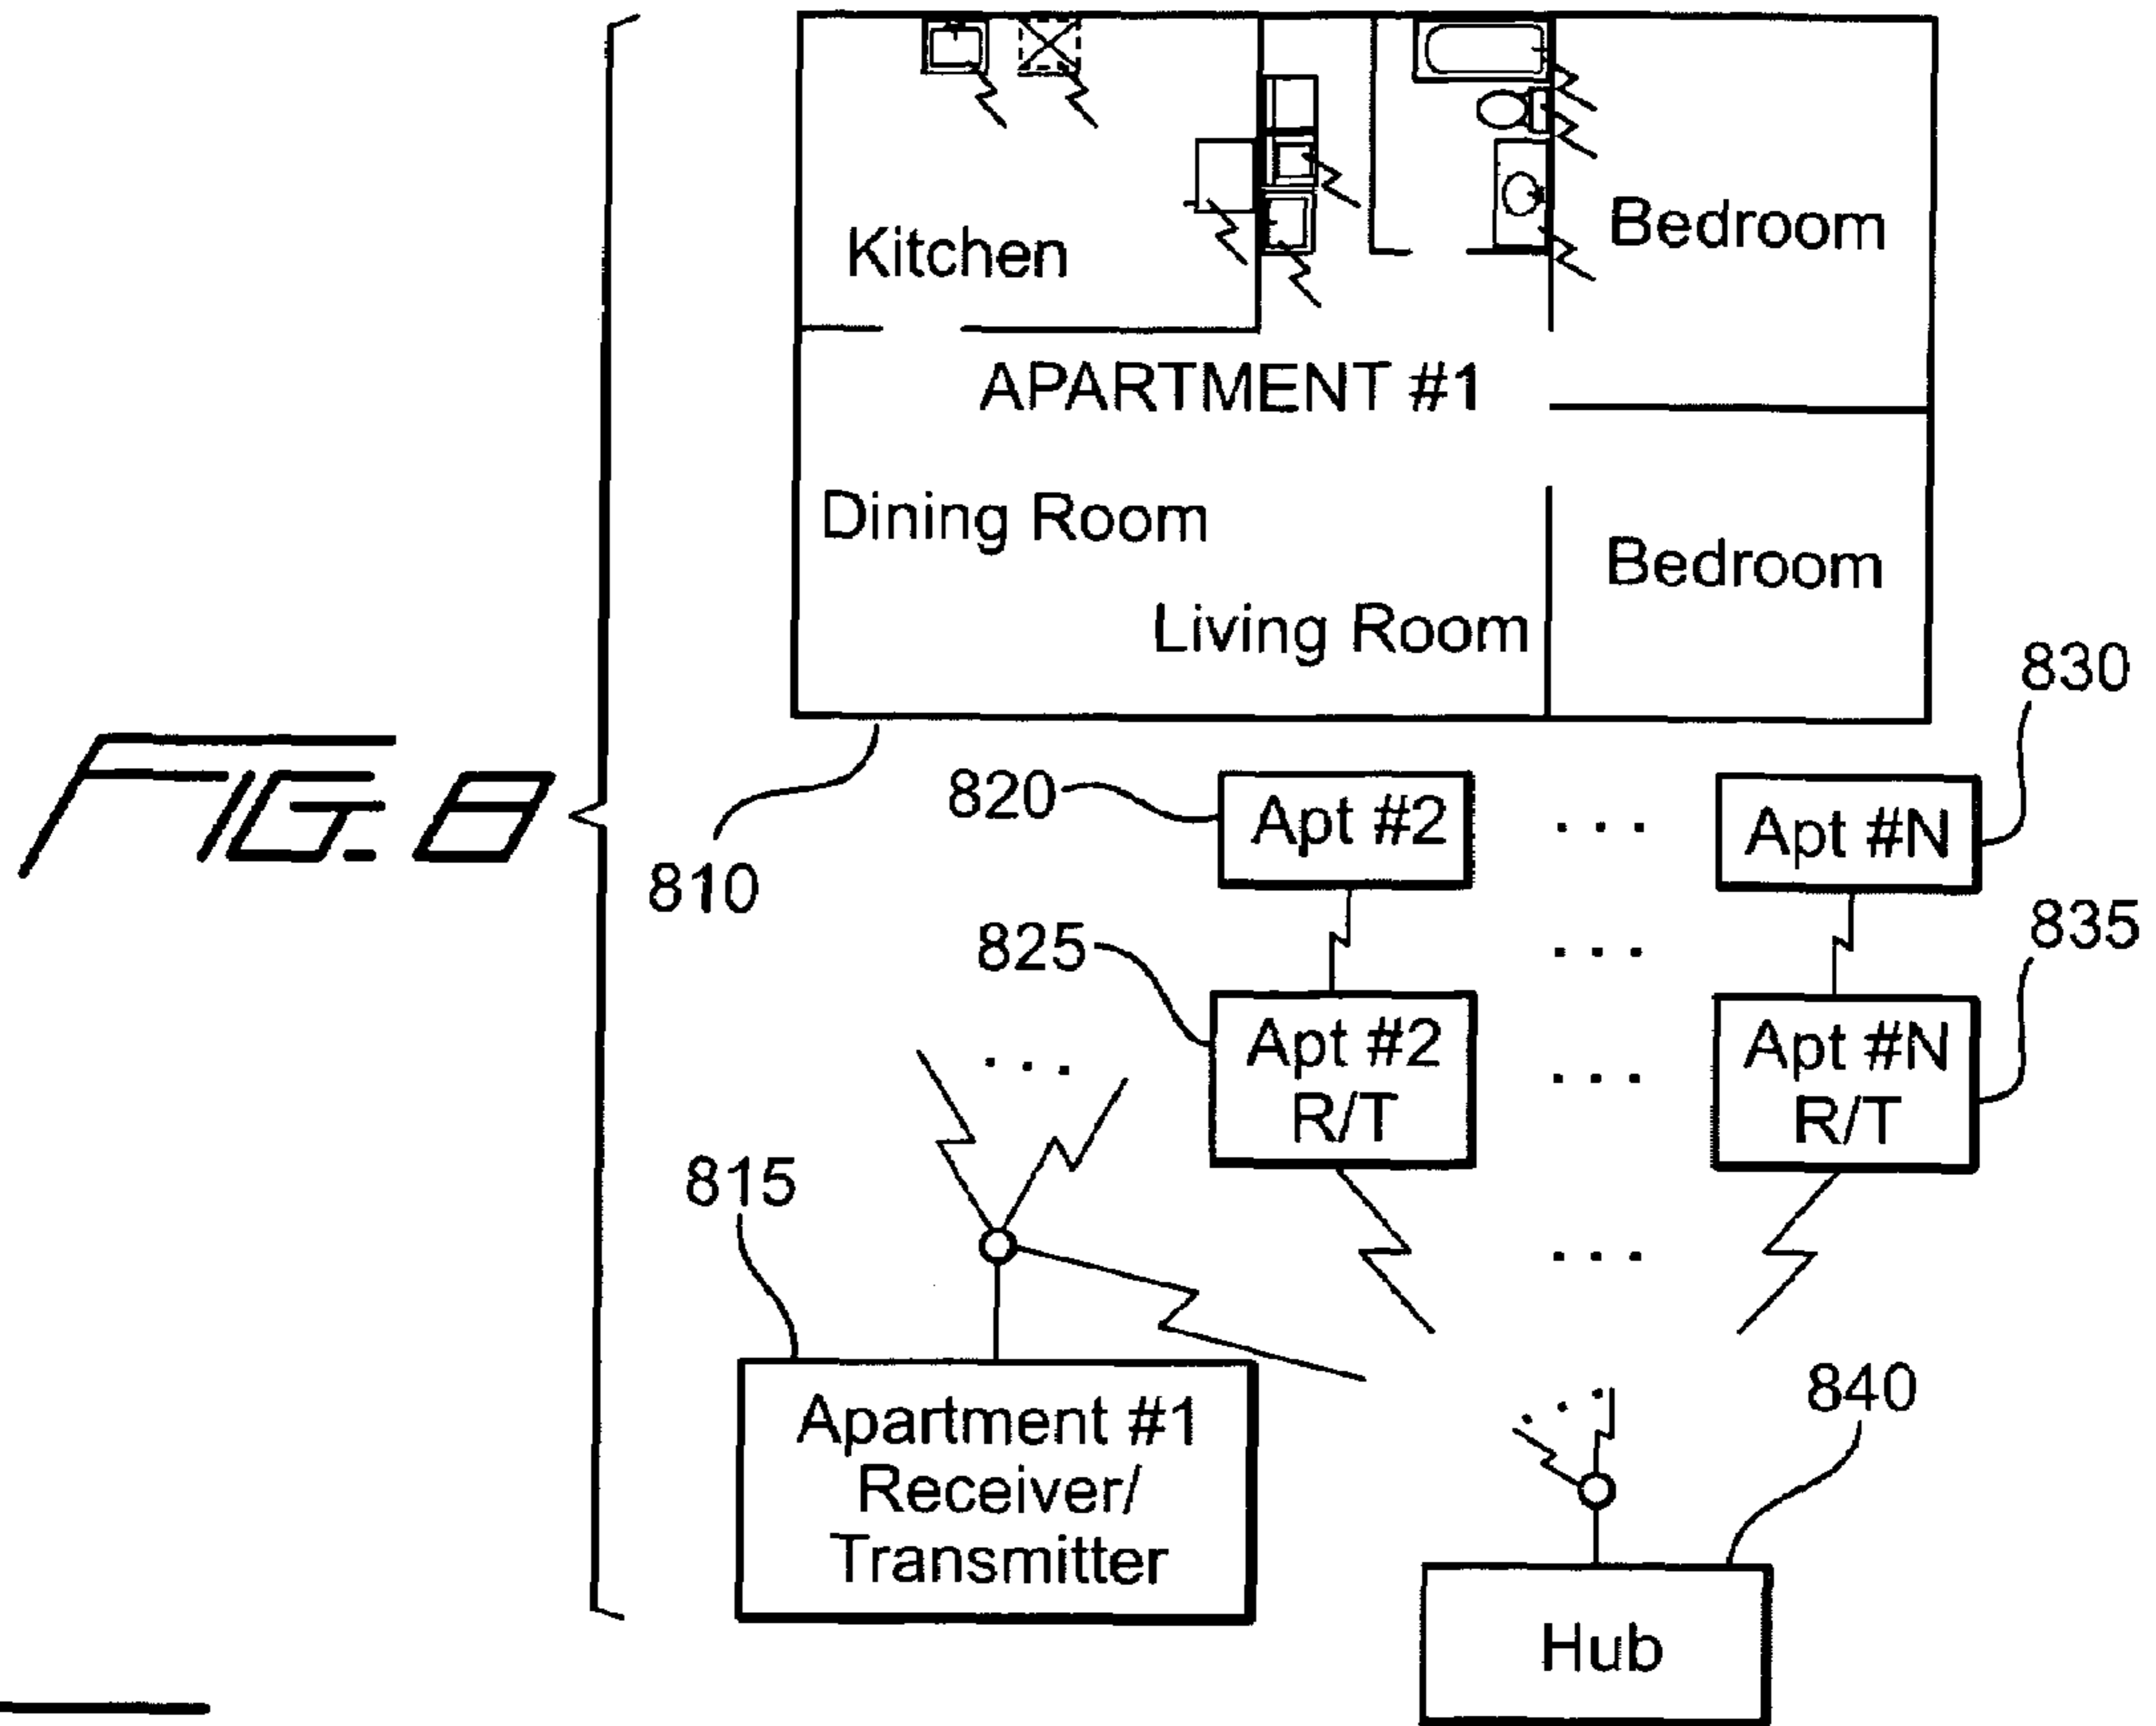 FIG. 8
Kitchen
Bedroom
APARTMENT #1
Dining Room
Bedroom
Living Room
830
820
Apt #2
. . .
Apt #N
810
835
825
. . .
Apt #2
R/T
. . .
Apt #N
R/T
. . .
815
. . .
840
Apartment #1
Receiver/
Transmitter
. . .
Hub